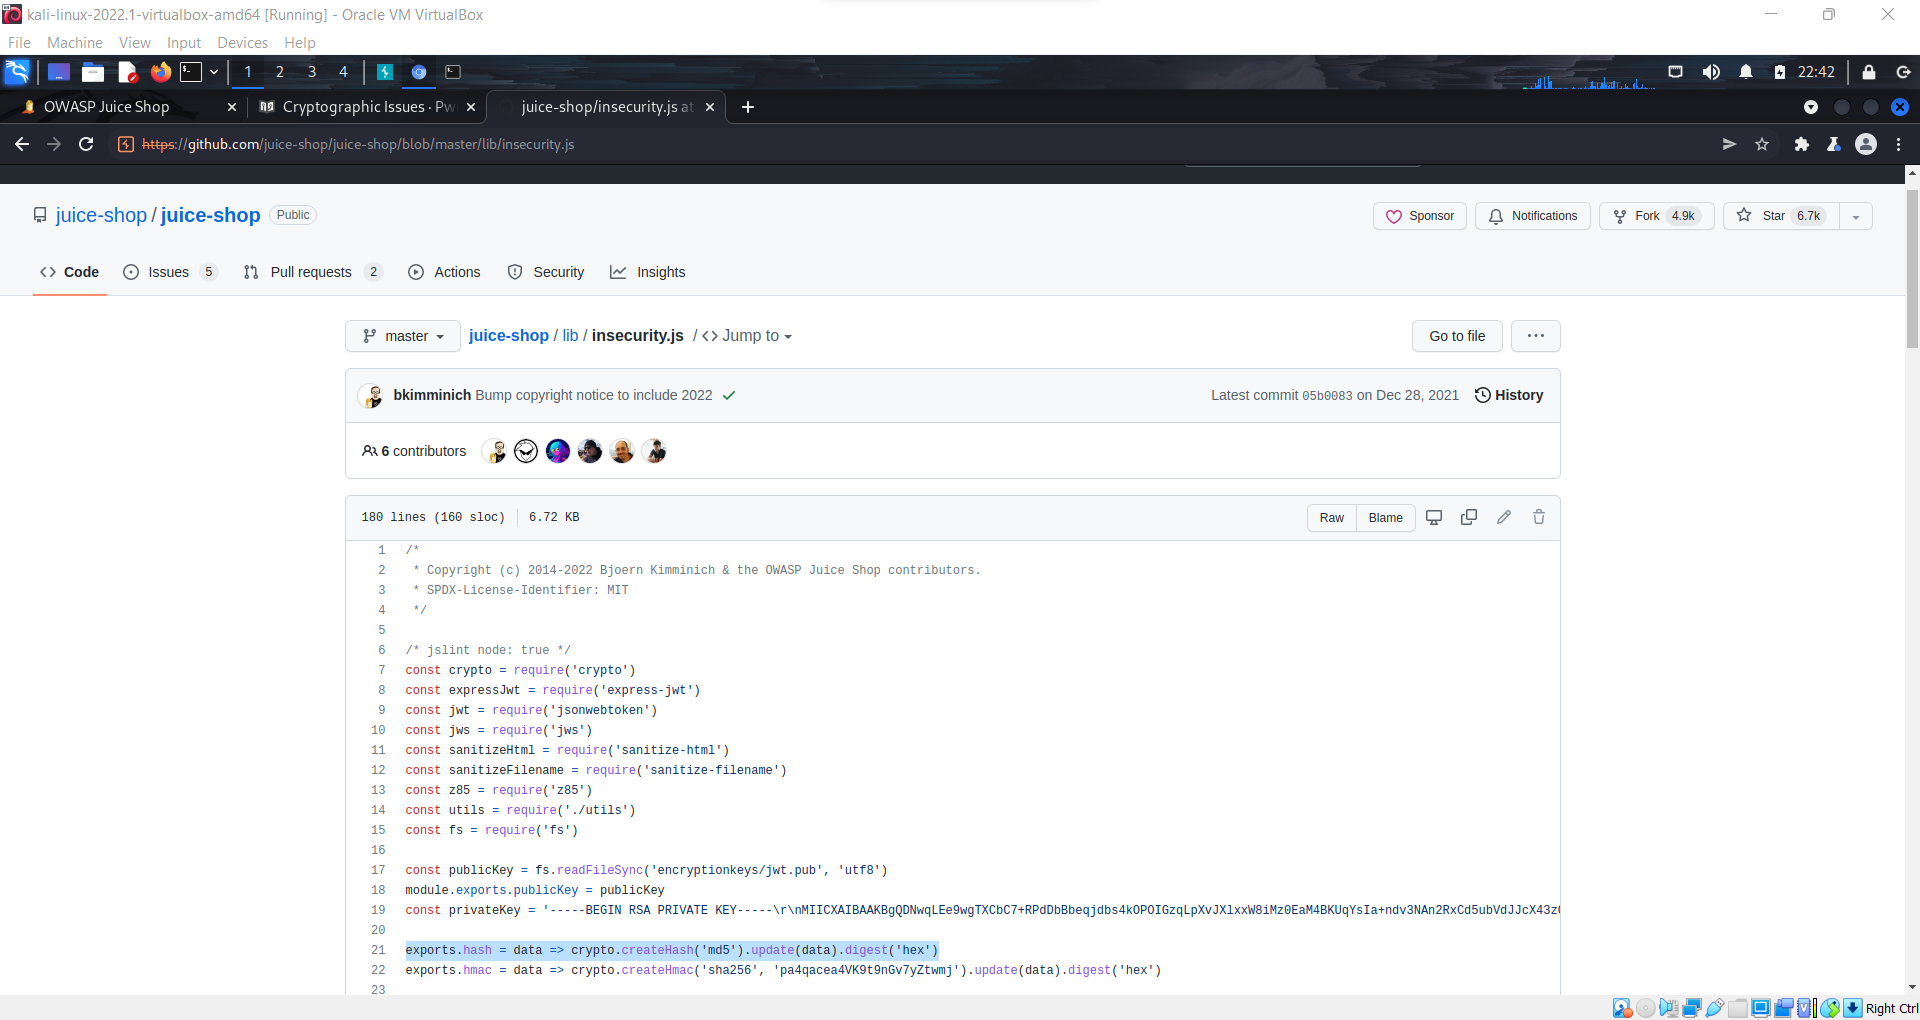 kali-linux-2022.1-virtualbox-amd64 [Running] - Oracle VM VirtualBox
File Machine View Input Devices Help
1 2 3 4 22:42
OWASP Juice Shop Cryptographic Issues · Pw juice-shop/insecurity.js at
https://github.com/juice-shop/juice-shop/blob/master/lib/insecurity.js
juice-shop / juice-shop Public Sponsor Notifications Fork 4.9k Star 6.7k
Code Issues 5 Pull requests 2 Actions Security Insights
master juice-shop / lib / insecurity.js / <> Jump to Go to file ...
bkimminich Bump copyright notice to include 2022 Latest commit 05b0083 on Dec 28, 2021 History
6 contributors
180 lines (160 sloc) 6.72 KB Raw Blame
1 /*
2 * Copyright (c) 2014-2022 Bjoern Kimminich & the OWASP Juice Shop contributors.
3 * SPDX-License-Identifier: MIT
4 */
5
6 /* jslint node: true */
7 const crypto = require('crypto')
8 const expressJwt = require('express-jwt')
9 const jwt = require('jsonwebtoken')
10 const jws = require('jws')
11 const sanitizeHtml = require('sanitize-html')
12 const sanitizeFilename = require('sanitize-filename')
13 const z85 = require('z85')
14 const utils = require('./utils')
15 const fs = require('fs')
16
17 const publicKey = fs.readFileSync('encryptionkeys/jwt.pub', 'utf8')
18 module.exports.publicKey = publicKey
19 const privateKey = '-----BEGIN RSA PRIVATE KEY-----\r\nMIICXAIBAAKBgQDNwqLEe9wgTXCbC7+RPdDbBbeqjdbs4kOPOIGzqLpXvJXlxxW8iMz0EaM4BKUqYsIa+ndv3NAn2RxCd5ubVdJJcX43z
20
21 exports.hash = data => crypto.createHash('md5').update(data).digest('hex')
22 exports.hmac = data => crypto.createHmac('sha256', 'pa4qacea4VK9t9nGv7yZtwmj').update(data).digest('hex')
23
Right Ctrl